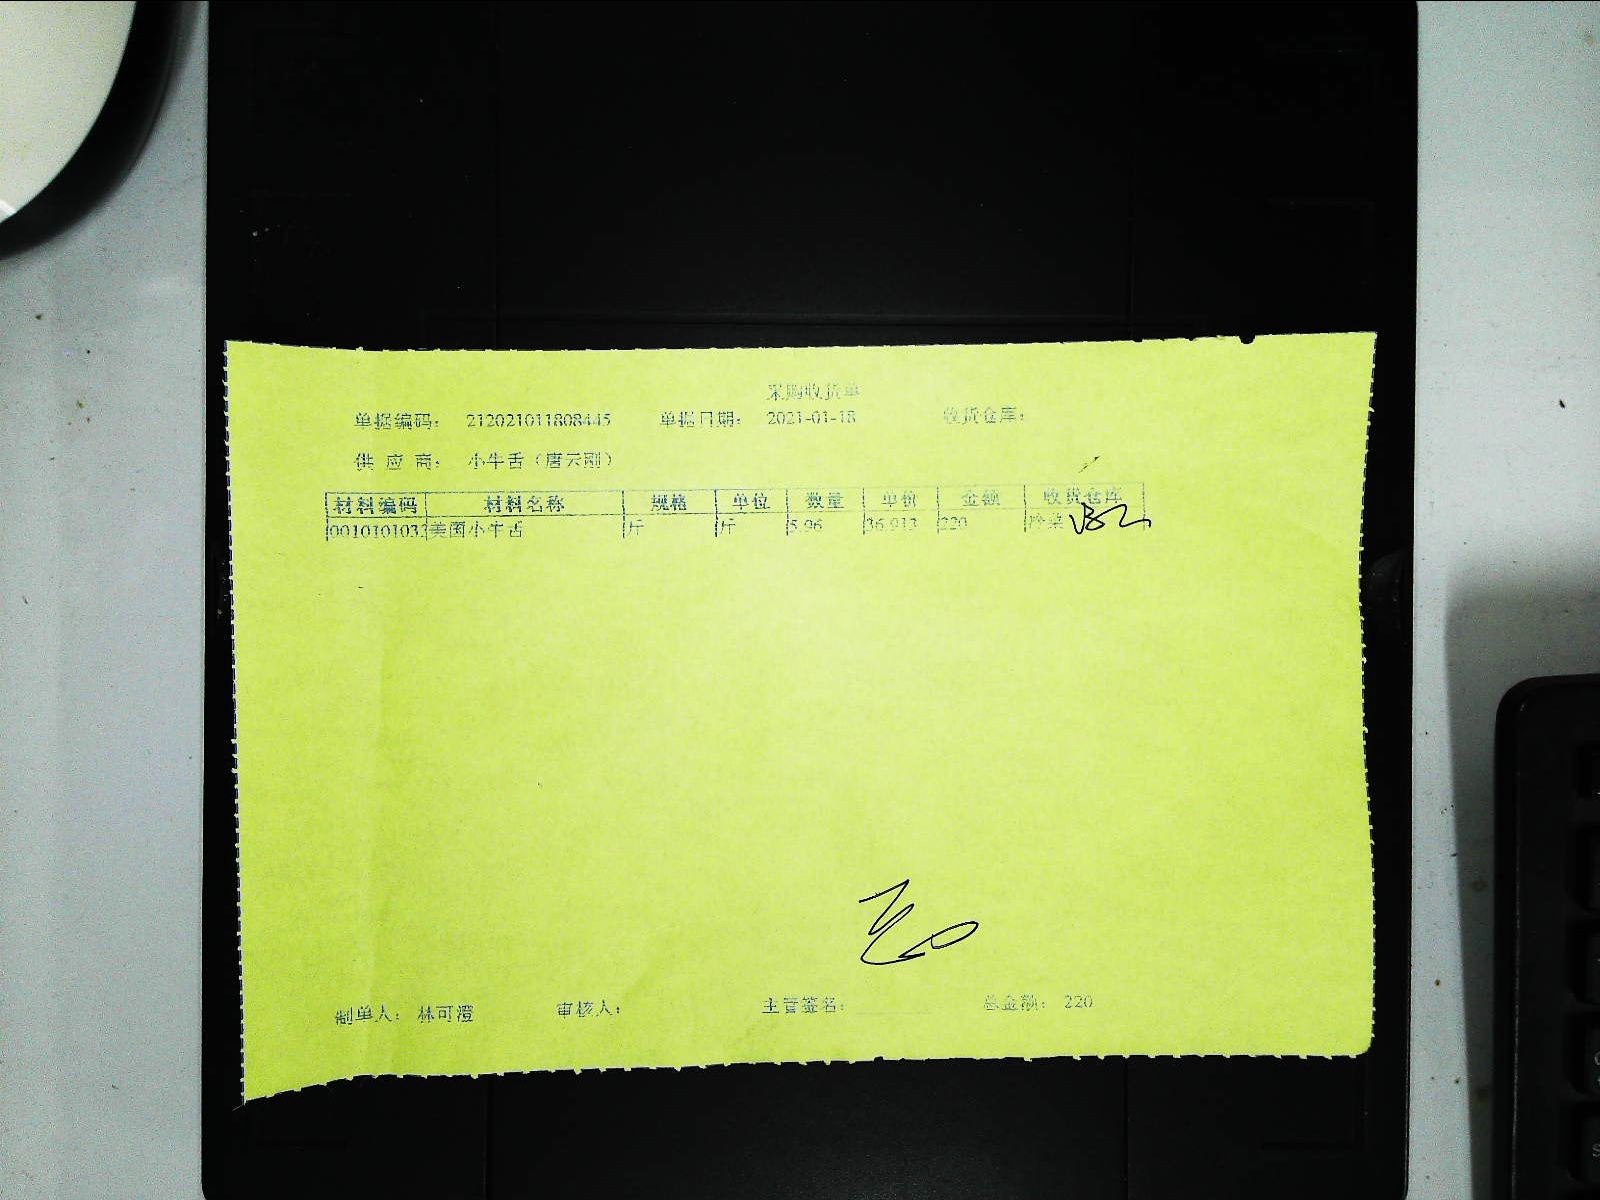 采购收货单
单据编码： 212021011808445 单据日期： 2021-01-18 收货仓库：
供 应 商： 小牛舌（唐云刚）
材料编码 材料名称 规格 单位 数量 单价 金额 收货仓库
0010101033 美国小牛舌 斤 斤 5.96 36.913 220 冷菜
制单人： 林可澄 审核人： 主管签名： 总金额： 220